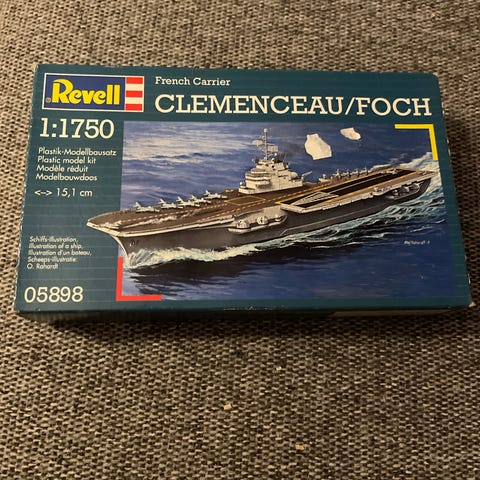 Revell
French Carrier
CLEMENCEAU/FOCH
1:1750
Plastik-Modellbausatz
Plastic model kit
Modèle réduit
Modelbouwdoos
<-> 15,1 cm
Schiffs-illustration,
Illustration of a ship,
Illustration d'un bateau,
Scheeps-illustratie:
O. Rahardt
05898